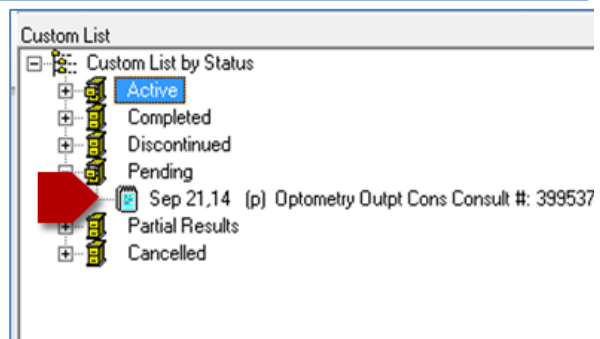 Custom List
Custom List by Status
Active
Completed
Discontinued
Pending
Sep 21,14 (p) Optometry Outpt Cons Consult #: 399537
Partial Results
Cancelled